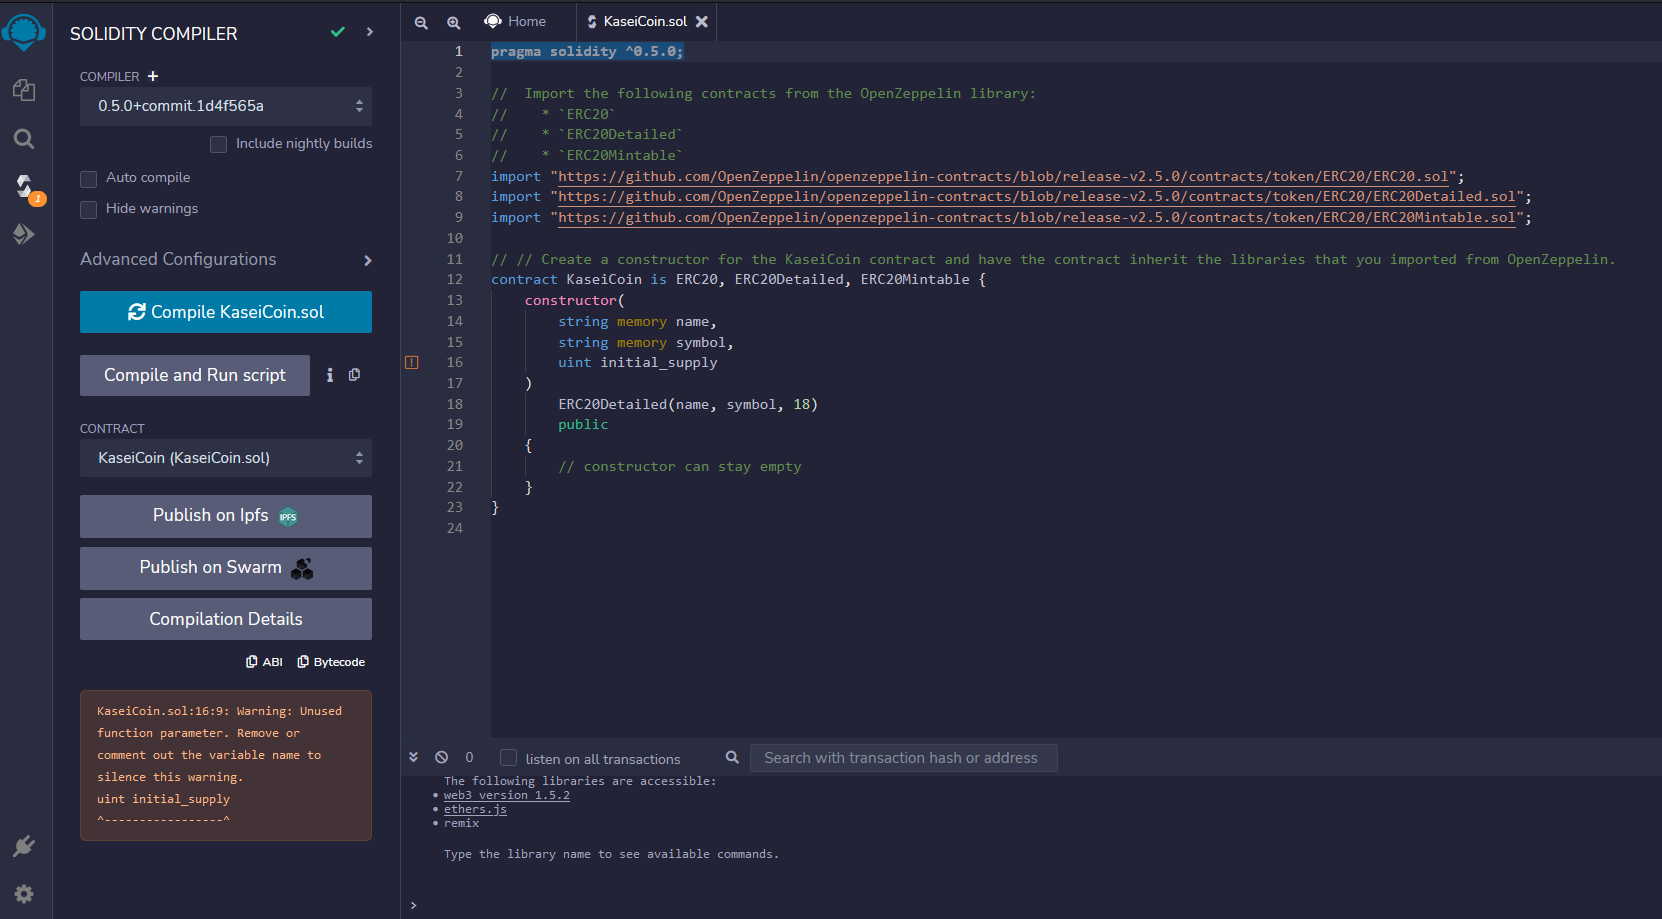 SOLIDITY COMPILER
COMPILER +
0.5.0+commit.1d4f565a
Include nightly builds
Auto compile
Hide warnings
Advanced Configurations
Compile KaseiCoin.sol
Compile and Run script
CONTRACT
KaseiCoin (KaseiCoin.sol)
Publish on Ipfs IPFS
Publish on Swarm
Compilation Details
ABI Bytecode
KaseiCoin.sol:16:9: Warning: Unused
function parameter. Remove or
comment out the variable name to
silence this warning.
uint initial_supply
^-----------------^
1
Home KaseiCoin.sol
1 pragma solidity ^0.5.0;
2
3 //  Import the following contracts from the OpenZeppelin library:
4 //    * `ERC20`
5 //    * `ERC20Detailed`
6 //    * `ERC20Mintable`
7 import "https://github.com/OpenZeppelin/openzeppelin-contracts/blob/release-v2.5.0/contracts/token/ERC20/ERC20.sol";
8 import "https://github.com/OpenZeppelin/openzeppelin-contracts/blob/release-v2.5.0/contracts/token/ERC20/ERC20Detailed.sol";
9 import "https://github.com/OpenZeppelin/openzeppelin-contracts/blob/release-v2.5.0/contracts/token/ERC20/ERC20Mintable.sol";
10
11 // // Create a constructor for the KaseiCoin contract and have the contract inherit the libraries that you imported from OpenZeppelin.
12 contract KaseiCoin is ERC20, ERC20Detailed, ERC20Mintable {
13     constructor(
14         string memory name,
15         string memory symbol,
16         uint initial_supply
17     )
18         ERC20Detailed(name, symbol, 18)
19         public
20     {
21         // constructor can stay empty
22     }
23 }
24
0 listen on all transactions Search with transaction hash or address
The following libraries are accessible:
• web3 version 1.5.2
• ethers.js
• remix
Type the library name to see available commands.
>